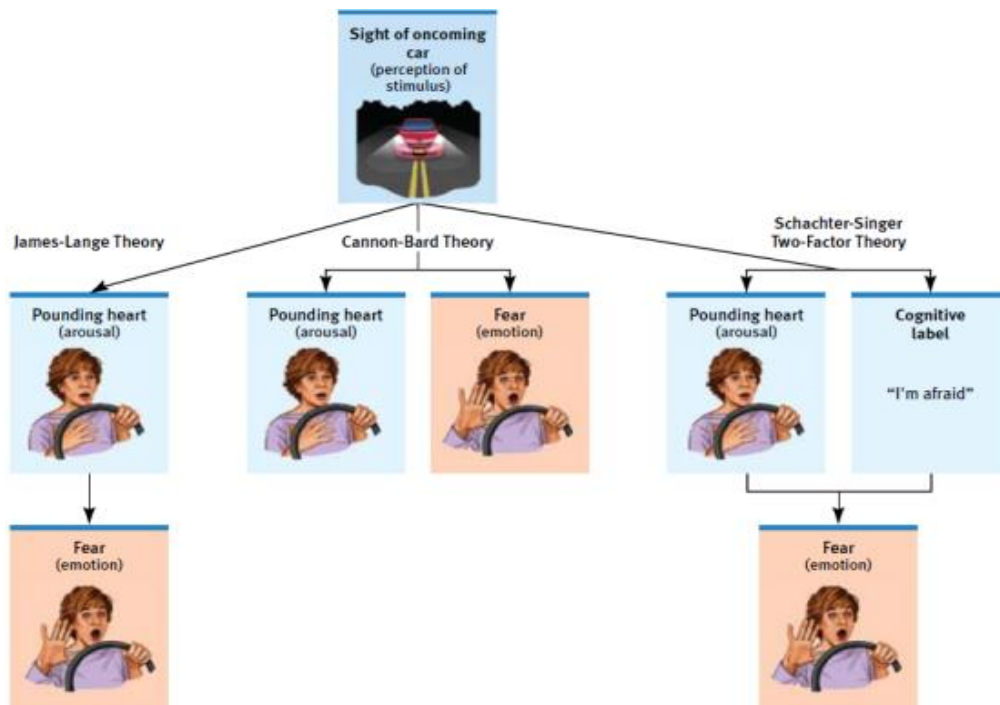 Sight of oncoming
car
(perception of
stimulus)
James-Lange Theory
Cannon-Bard Theory
Schachter-Singer
Two-Factor Theory
Pounding heart
(arousal)
Pounding heart
(arousal)
Fear
(emotion)
Pounding heart
(arousal)
Cognitive
label
“I’m afraid”
Fear
(emotion)
Fear
(emotion)